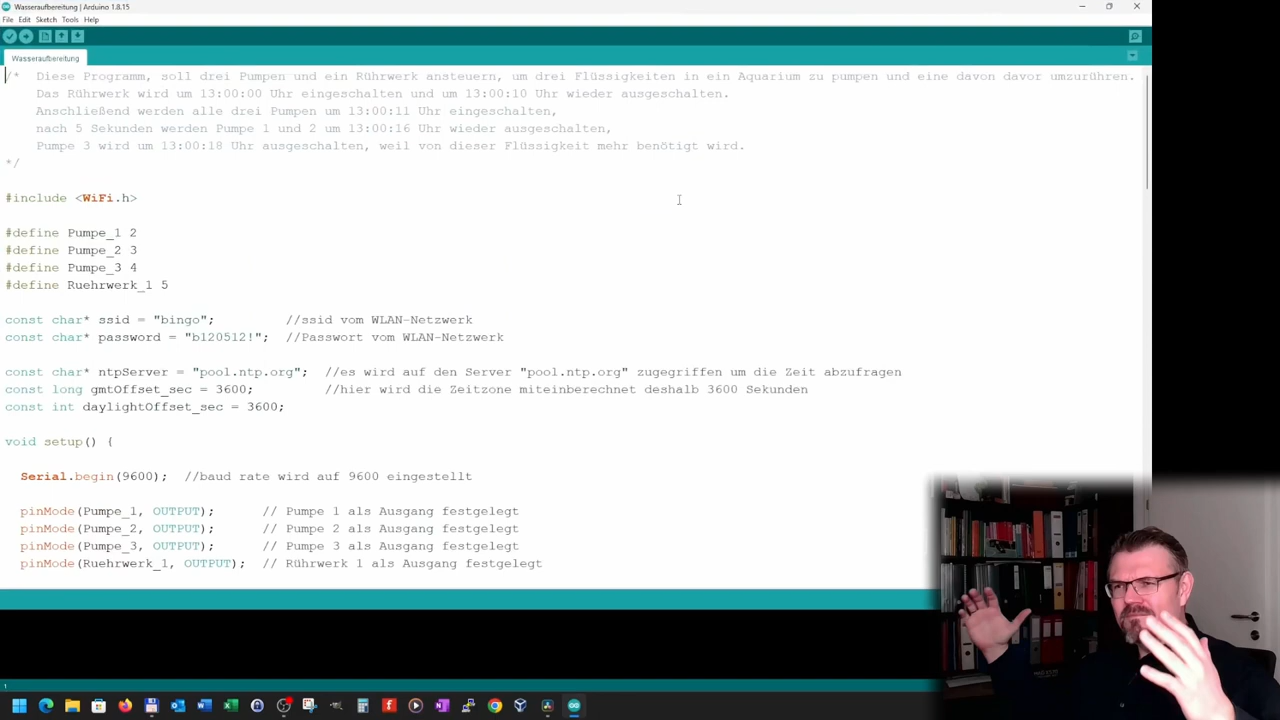 Wasseraufbereitung | Arduino 1.8.15
File Edit Sketch Tools Help
Wasseraufbereitung
/* Diese Programm, soll drei Pumpen und ein Rührwerk ansteuern, um drei Flüssigkeiten in ein Aquarium zu pumpen und eine davon davor umzurühren.
Das Rührwerk wird um 13:00:00 Uhr eingeschalten und um 13:00:10 Uhr wieder ausgeschalten.
Anschließend werden alle drei Pumpen um 13:00:11 Uhr eingeschalten,
nach 5 Sekunden werden Pumpe 1 und 2 um 13:00:16 Uhr wieder ausgeschalten,
Pumpe 3 wird um 13:00:18 Uhr ausgeschalten, weil von dieser Flüssigkeit mehr benötigt wird.
*/
#include <WiFi.h>
#define Pumpe_1 2
#define Pumpe_2 3
#define Pumpe_3 4
#define Ruehrwerk_1 5
const char* ssid = "bingo"; //ssid vom WLAN-Netzwerk
const char* password = "b120512!"; //Passwort vom WLAN-Netzwerk
const char* ntpServer = "pool.ntp.org"; //es wird auf den Server "pool.ntp.org" zugegriffen um die Zeit abzufragen
const long gmtOffset_sec = 3600; //hier wird die Zeitzone miteinberechnet deshalb 3600 Sekunden
const int daylightOffset_sec = 3600;
void setup() {
Serial.begin(9600); //baud rate wird auf 9600 eingestellt
pinMode(Pumpe_1, OUTPUT); // Pumpe 1 als Ausgang festgelegt
pinMode(Pumpe_2, OUTPUT); // Pumpe 2 als Ausgang festgelegt
pinMode(Pumpe_3, OUTPUT); // Pumpe 3 als Ausgang festgelegt
pinMode(Ruehrwerk_1, OUTPUT); // Rührwerk 1 als Ausgang festgelegt
1